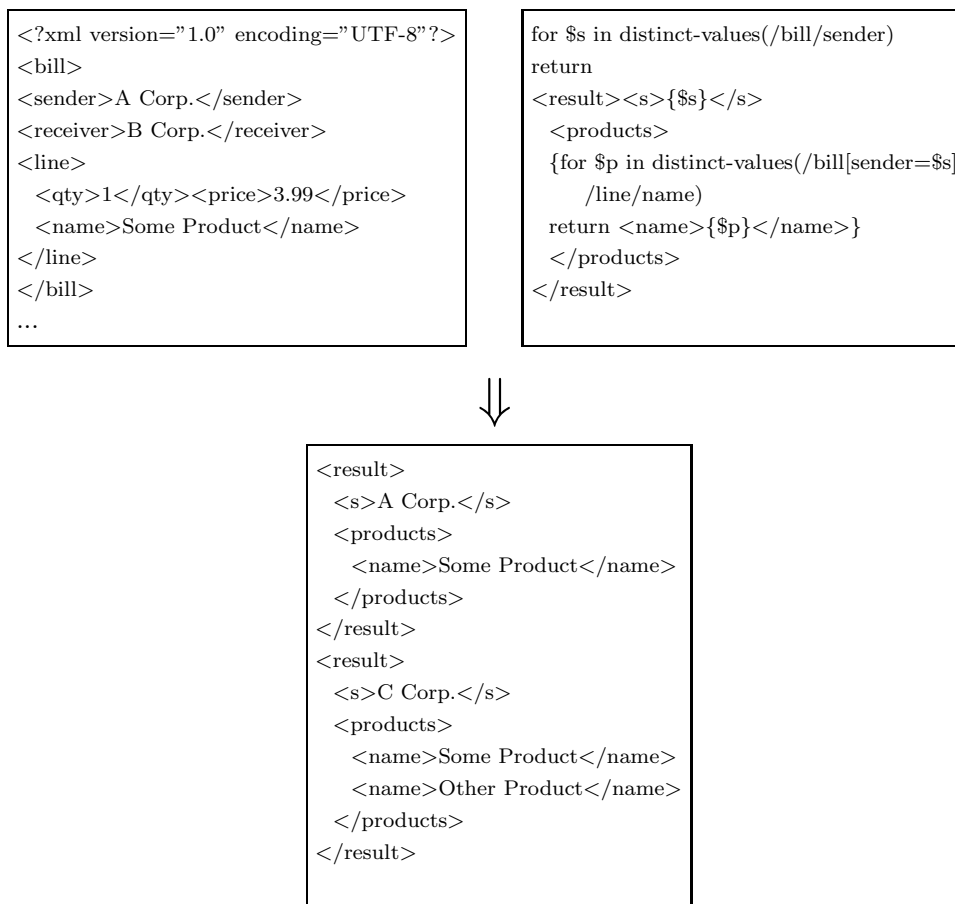 <?xml version=”1.0” encoding=”UTF-8”?>
<bill>
<sender>A Corp.</sender>
<receiver>B Corp.</receiver>
<line>
<qty>1</qty><price>3.99</price>
<name>Some Product</name>
</line>
</bill>
...
for $s in distinct-values(/bill/sender)
return
<result><s>{$s}</s>
<products>
{for $p in distinct-values(/bill[sender=$s]
/line/name)
return <name>{$p}</name>}
</products>
</result>
⇓
<result>
<s>A Corp.</s>
<products>
<name>Some Product</name>
</products>
</result>
<result>
<s>C Corp.</s>
<products>
<name>Some Product</name>
<name>Other Product</name>
</products>
</result>